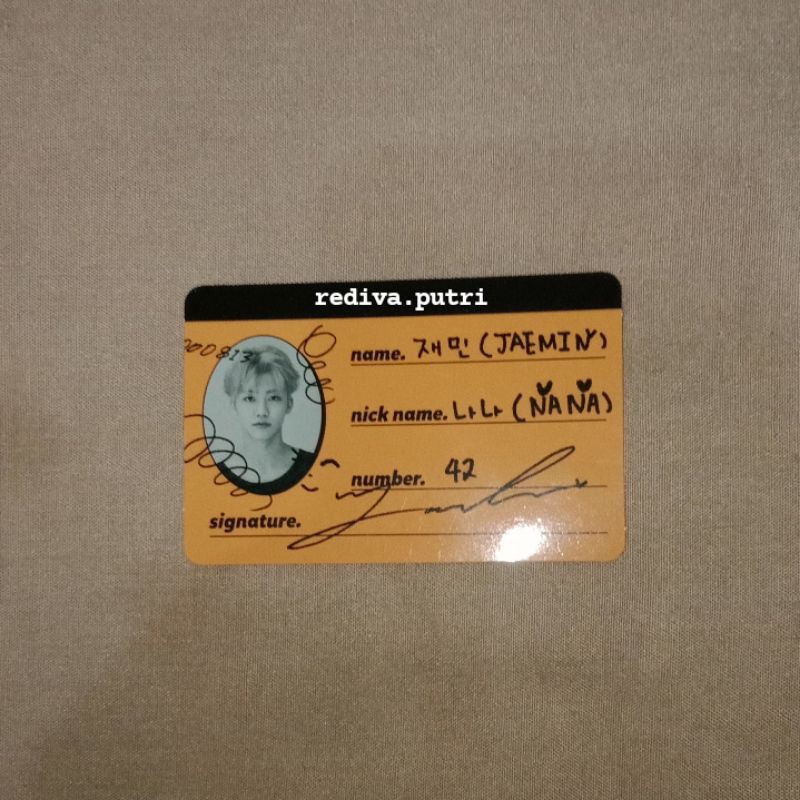 rediva.putri
000813
name. 재민 (JAEMIN)
nick name. 나나 (NANA)
number. 42
signature.